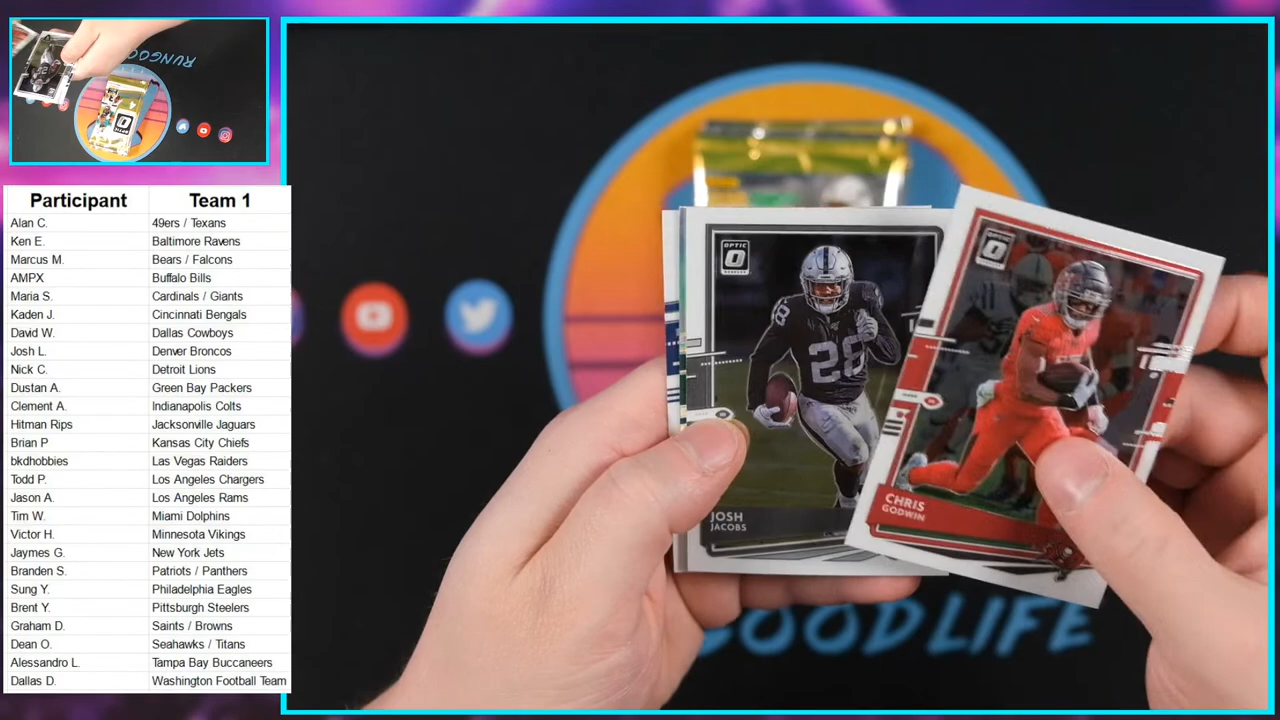 RUNGOOD
Participant Team 1
Alan C. 49ers / Texans
Ken E. Baltimore Ravens
Marcus M. Bears / Falcons
AMPX Buffalo Bills
Maria S. Cardinals / Giants
Kaden J. Cincinnati Bengals
David W. Dallas Cowboys
Josh L. Denver Broncos
Nick C. Detroit Lions
Dustan A. Green Bay Packers
Clement A. Indianapolis Colts
Hitman Rips Jacksonville Jaguars
Brian P Kansas City Chiefs
bkdhobbies Las Vegas Raiders
Todd P. Los Angeles Chargers
Jason A. Los Angeles Rams
Tim W. Miami Dolphins
Victor H. Minnesota Vikings
Jaymes G. New York Jets
Branden S. Patriots / Panthers
Sung Y. Philadelphia Eagles
Brent Y. Pittsburgh Steelers
Graham D. Saints / Browns
Dean O. Seahawks / Titans
Alessandro L. Tampa Bay Buccaneers
Dallas D. Washington Football Team
OPTIC
28
JOSH
JACOBS
OPTIC
CHRIS
GODWIN
GOOD LIFE